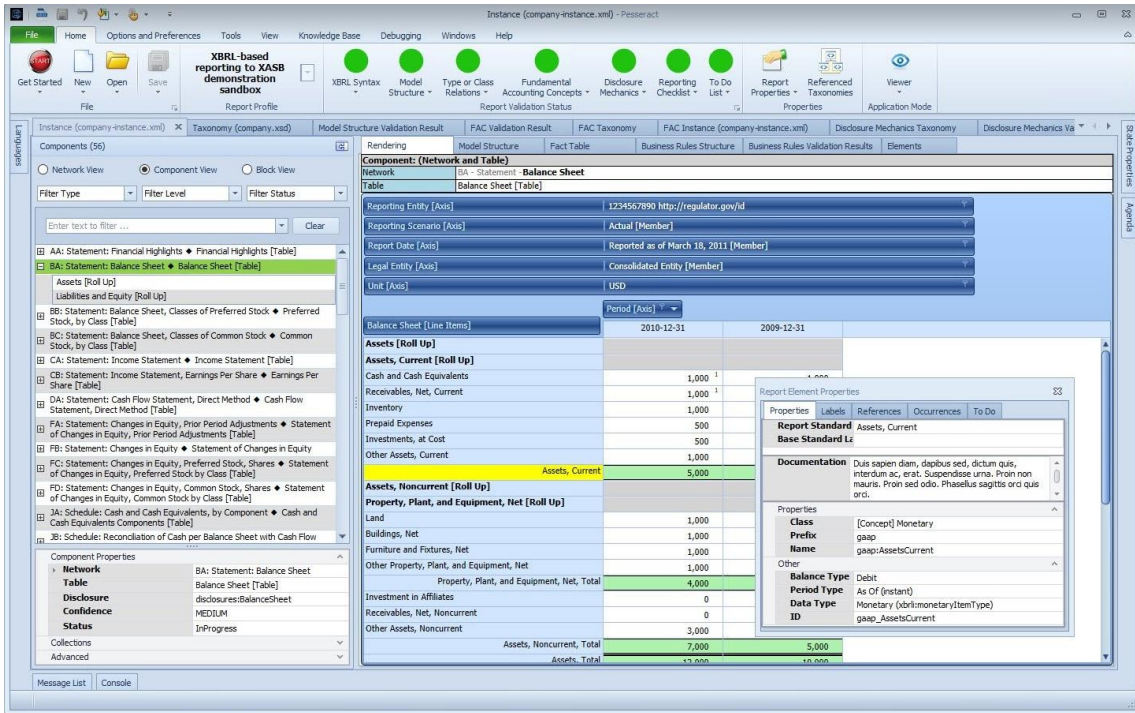 Instance (company-instance.xml) - Pesseract
File Home Options and Preferences Tools View Knowledge Base Debugging Windows Help
START
Get Started New Open Save
File
XBRL-based
reporting to XASB
demonstration
sandbox
Report Profile
XBRL Syntax Model Structure Type or Class Relations Fundamental Accounting Concepts Disclosure Mechanics Reporting Checklist To Do List
Report Validation Status
Report Properties Referenced Taxonomies
Properties
Viewer
Application Mode
Languages
Instance (company-instance.xml) Taxonomy (company.xsd) Model Structure Validation Result FAC Validation Result FAC Taxonomy FAC Instance (company-instance.xml) Disclosure Mechanics Taxonomy Disclosure Mechanics Va
State Properties
Agenda
Components (56)
Network View Component View Block View
Filter Type Filter Level Filter Status
Enter text to filter ... Clear
AA: Statement: Financial Highlights ◆ Financial Highlights [Table]
BA: Statement: Balance Sheet ◆ Balance Sheet [Table]
Assets [Roll Up]
Liabilities and Equity [Roll Up]
BB: Statement: Balance Sheet, Classes of Preferred Stock ◆ Preferred
Stock, by Class [Table]
BC: Statement: Balance Sheet, Classes of Common Stock ◆ Common
Stock, by Class [Table]
CA: Statement: Income Statement ◆ Income Statement [Table]
CB: Statement: Income Statement, Earnings Per Share ◆ Earnings Per
Share [Table]
DA: Statement: Cash Flow Statement, Direct Method ◆ Cash Flow
Statement, Direct Method [Table]
FA: Statement: Changes in Equity, Prior Period Adjustments ◆ Statement
of Changes in Equity, Prior Period Adjustments [Table]
FB: Statement: Changes in Equity ◆ Statement of Changes in Equity
FC: Statement: Changes in Equity, Preferred Stock, Shares ◆ Statement
of Changes in Equity, Preferred Stock by Class [Table]
FD: Statement: Changes in Equity, Common Stock, Shares ◆ Statement
of Changes in Equity, Common Stock by Class [Table]
JA: Schedule: Cash and Cash Equivalents, by Component ◆ Cash and
Cash Equivalents Components [Table]
JB: Schedule: Reconciliation of Cash per Balance Sheet with Cash Flow
Component Properties
Network BA: Statement: Balance Sheet
Table Balance Sheet [Table]
Disclosure disclosures:BalanceSheet
Confidence MEDIUM
Status InProgress
Collections
Advanced
Rendering Model Structure Fact Table Business Rules Structure Business Rules Validation Results Elements
Component: (Network and Table)
Network BA - Statement -Balance Sheet
Table Balance Sheet [Table]
Reporting Entity [Axis] 1234567890 http://regulator.gov/id
Reporting Scenario [Axis] Actual [Member]
Report Date [Axis] Reported as of March 18, 2011 [Member]
Legal Entity [Axis] Consolidated Entity [Member]
Unit [Axis] USD
Period [Axis]
Balance Sheet [Line Items] 2010-12-31 2009-12-31
Assets [Roll Up]
Assets, Current [Roll Up]
Cash and Cash Equivalents 1,000 1
Receivables, Net, Current 1,000 1
Inventory 1,000
Prepaid Expenses 500
Investments, at Cost 500
Other Assets, Current 1,000
Assets, Current 5,000
Assets, Noncurrent [Roll Up]
Property, Plant, and Equipment, Net [Roll Up]
Land 1,000
Buildings, Net 1,000
Furniture and Fixtures, Net 1,000
Other Property, Plant, and Equipment, Net 1,000
Property, Plant, and Equipment, Net, Total 4,000
Investment in Affiliates 0
Receivables, Net, Noncurrent 0
Other Assets, Noncurrent 3,000
Assets, Noncurrent, Total 7,000 5,000
Assets, Total 12,000 10,000
Report Element Properties
Properties Labels References Occurrences To Do
Report Standard Assets, Current
Base Standard La
Documentation Duis sapien diam, dapibus sed, dictum quis,
interdum ac, erat. Suspendisse urna. Proin non
mauris. Proin sed odio. Phasellus sagittis orci quis
orci.
Properties
Class [Concept] Monetary
Prefix gaap
Name gaap:AssetsCurrent
Other
Balance Type Debit
Period Type As Of (instant)
Data Type Monetary (xbrli:monetaryItemType)
ID gaap_AssetsCurrent
Message List Console